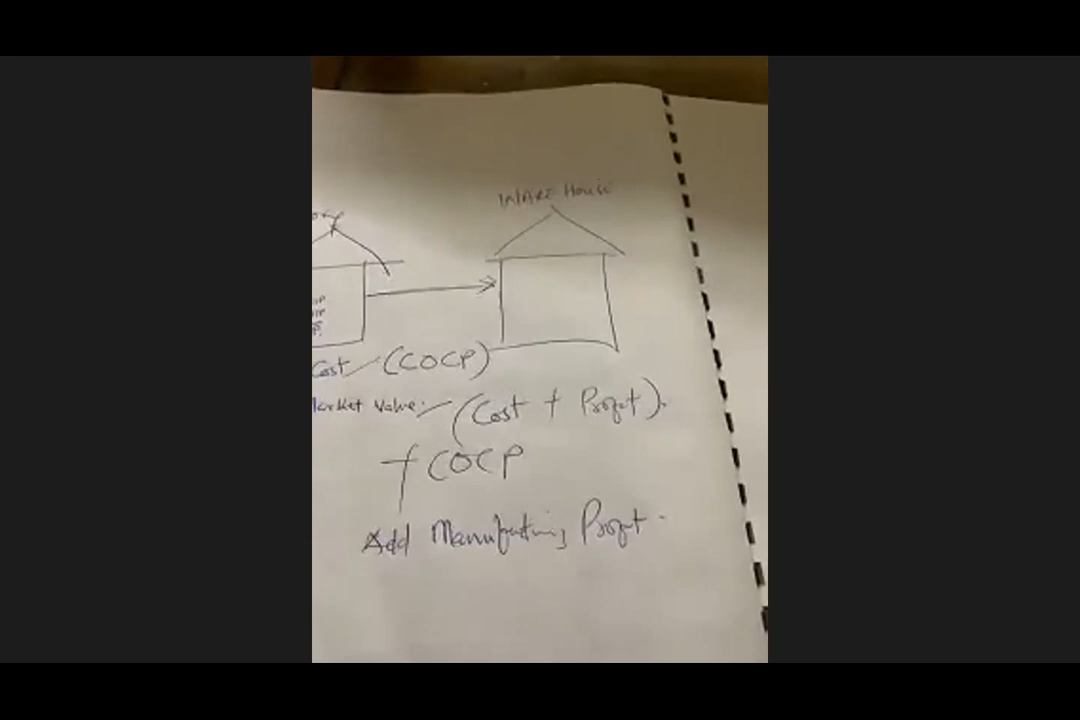 WARE House
Cost (COCP)
Market Value. (Cost + Profit).
+ COCP
Add Manufacturing Profit.